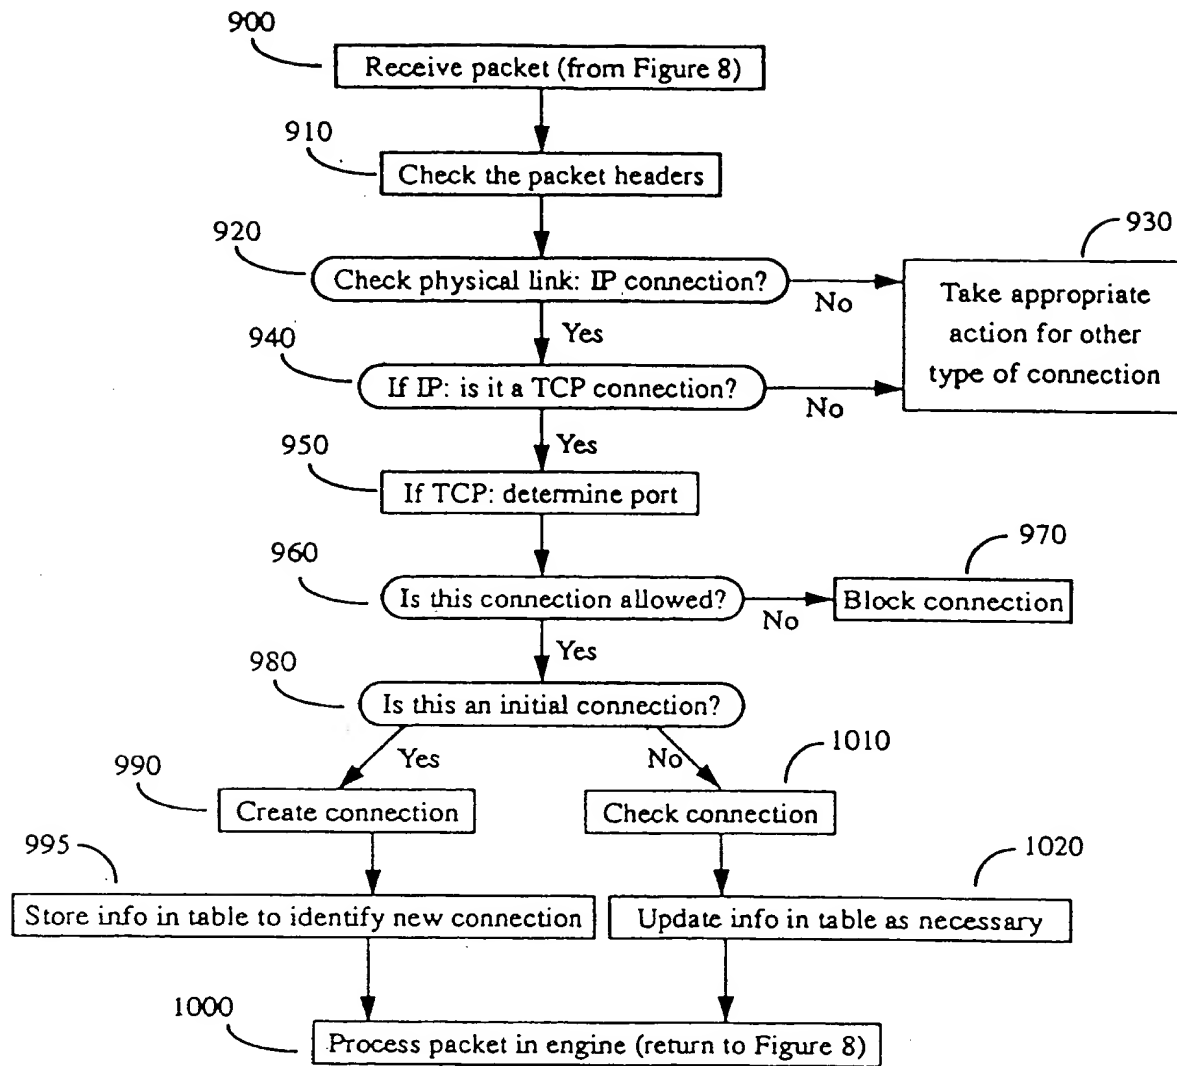 900
Receive packet (from Figure 8)
910
Check the packet headers
920
Check physical link: IP connection?
No
930
Take appropriate
action for other
type of connection
Yes
940
If IP: is it a TCP connection?
No
Yes
950
If TCP: determine port
960
Is this connection allowed?
No
970
Block connection
Yes
980
Is this an initial connection?
Yes
No
990
Create connection
1010
Check connection
995
Store info in table to identify new connection
1020
Update info in table as necessary
1000
Process packet in engine (return to Figure 8)